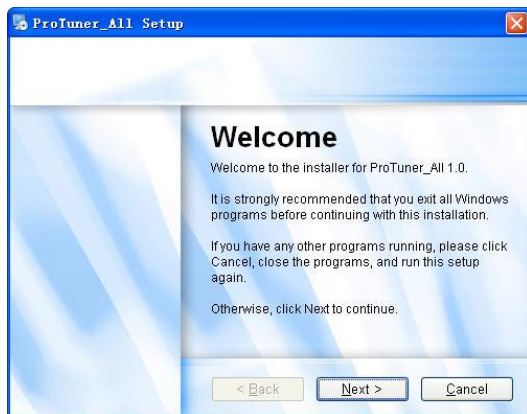 ProTuner_All Setup
Welcome
Welcome to the installer for ProTuner_All 1.0.
It is strongly recommended that you exit all Windows
programs before continuing with this installation.
If you have any other programs running, please click
Cancel, close the programs, and run this setup
again.
Otherwise, click Next to continue.
< Back
Next >
Cancel